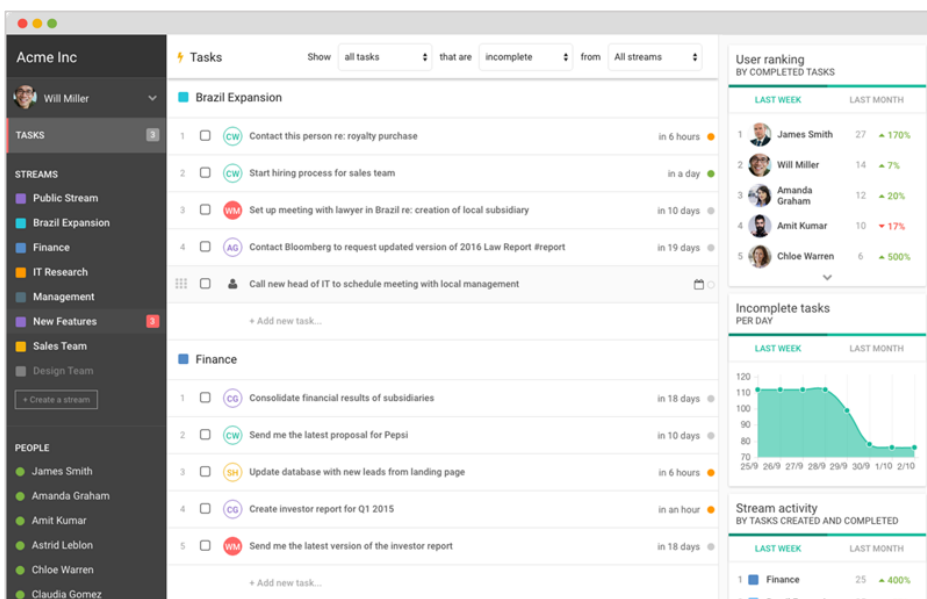 Acme Inc
Will Miller
TASKS 3
STREAMS
Public Stream
Brazil Expansion
Finance
IT Research
Management
New Features 3
Sales Team
Design Team
+ Create a stream
PEOPLE
James Smith
Amanda Graham
Amit Kumar
Astrid Leblon
Chloe Warren
Claudia Gomez
Tasks Show all tasks that are incomplete from All streams
Brazil Expansion
1 CW Contact this person re: royalty purchase in 6 hours
2 CW Start hiring process for sales team in a day
3 WM Set up meeting with lawyer in Brazil re: creation of local subsidiary in 10 days
4 AG Contact Bloomberg to request updated version of 2016 Law Report #report in 19 days
Call new head of IT to schedule meeting with local management
+ Add new task...
Finance
1 CG Consolidate financial results of subsidiaries in 18 days
2 CW Send me the latest proposal for Pepsi in 10 days
3 SH Update database with new leads from landing page in 6 hours
4 CG Create investor report for Q1 2015 in an hour
5 WM Send me the latest version of the investor report in 18 days
+ Add new task...
User ranking
BY COMPLETED TASKS
LAST WEEK LAST MONTH
1 James Smith 27 170%
2 Will Miller 14 7%
3 Amanda Graham 12 20%
4 Amit Kumar 10 17%
5 Chloe Warren 6 500%
Incomplete tasks
PER DAY
LAST WEEK LAST MONTH
120
110
100
90
80
70
25/9 26/9 27/9 28/9 29/9 30/9 1/10 2/10
Stream activity
BY TASKS CREATED AND COMPLETED
LAST WEEK LAST MONTH
1 Finance 25 400%